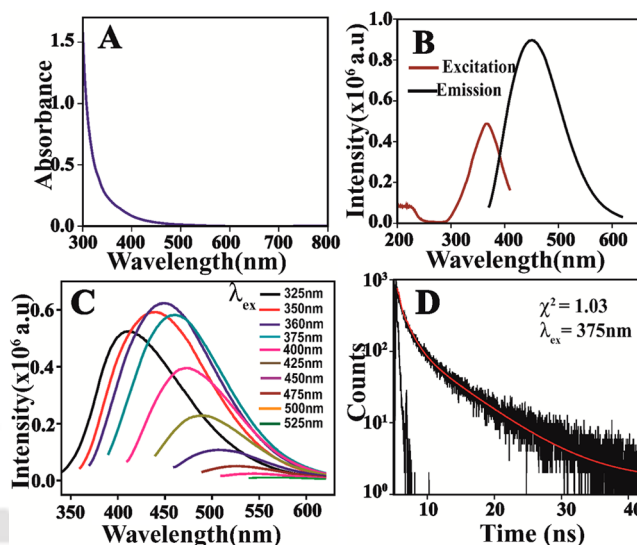 A
Absorbance
1.5
1.0
0.5
0.0
300 400 500 600 700 800
Wavelength(nm)
B
Excitation
Emission
Intensity(x10⁶ a.u)
1.0
0.8
0.6
0.4
0.2
0.0
200 300 400 500 600 700
Wavelength(nm)
C
λex
325nm
350nm
360nm
375nm
400nm
425nm
450nm
475nm
500nm
525nm
Intensity(x10⁶ a.u)
0.6
0.4
0.2
0.0
350 400 450 500 550 600
Wavelength(nm)
D
χ² = 1.03
λex = 375nm
Counts
10³
10²
10¹
10⁰
10 20 30 40
Time (ns)